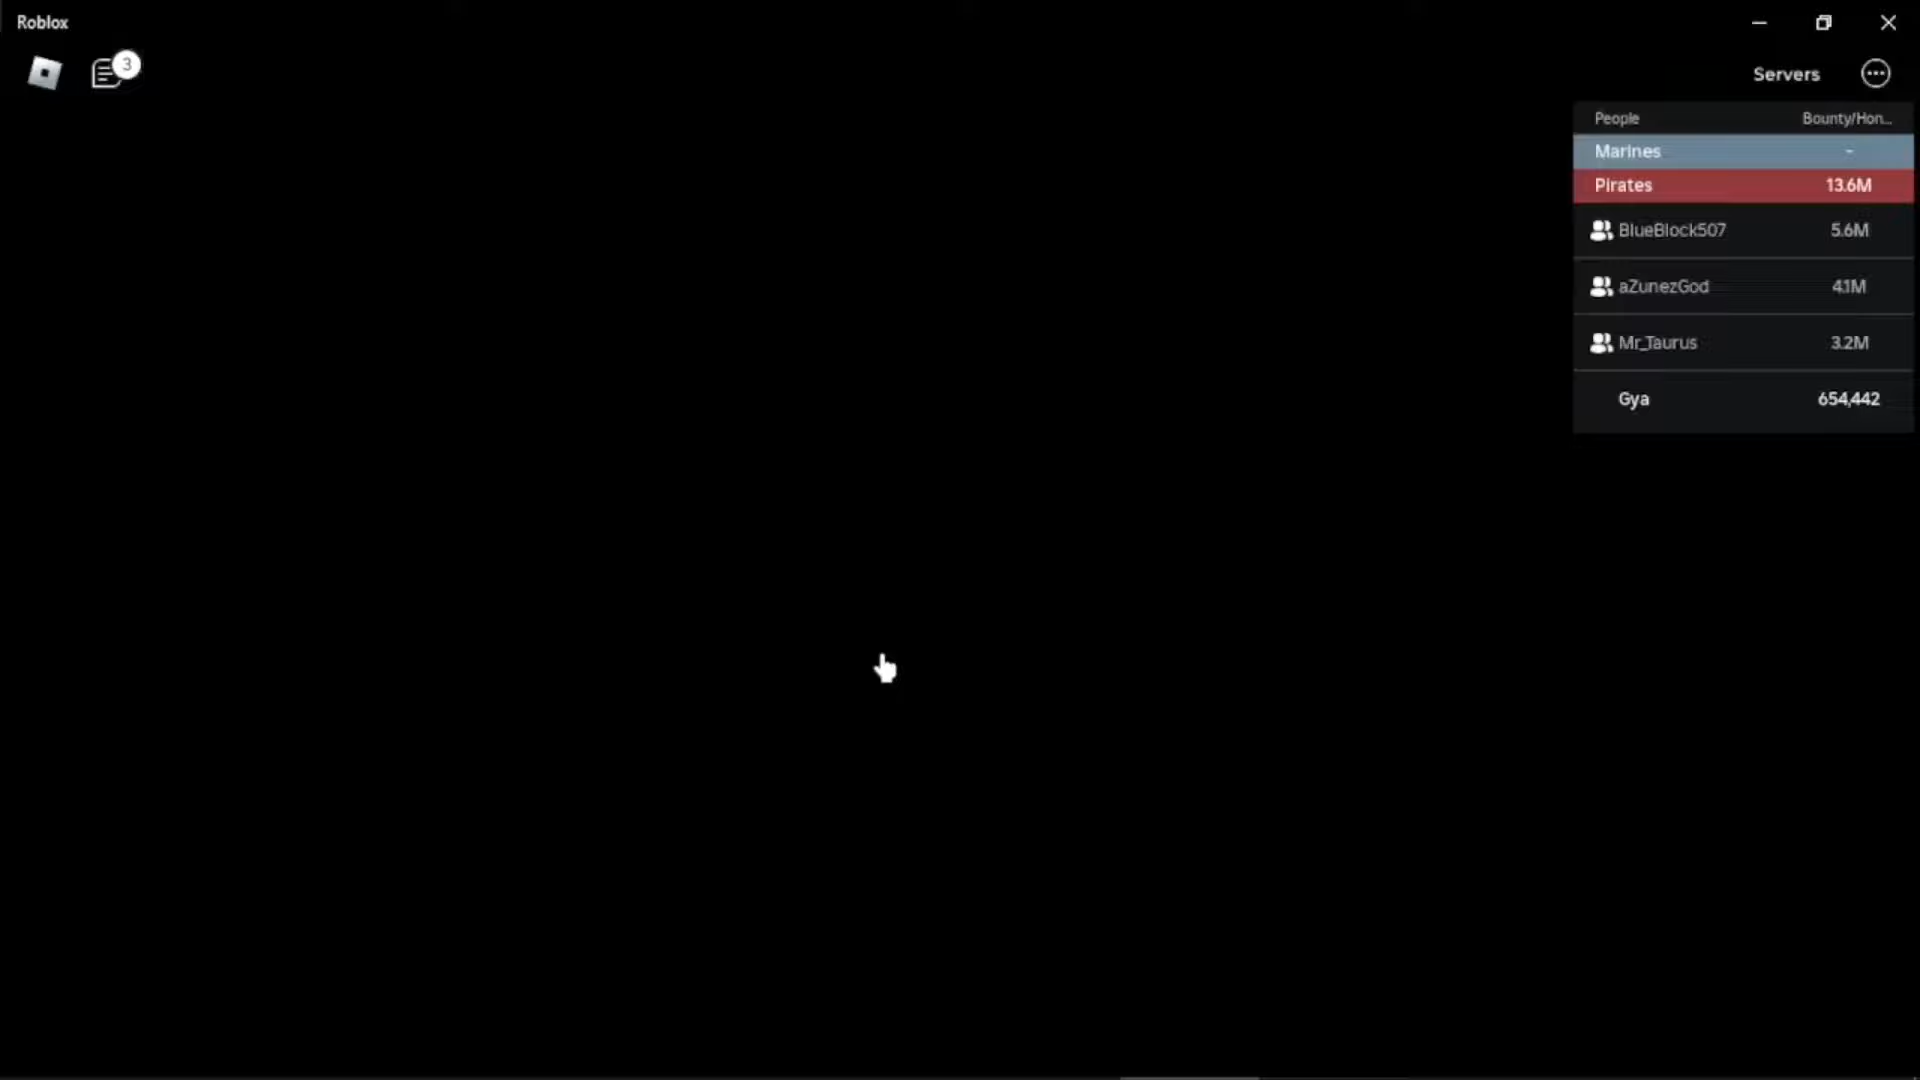 Roblox
3
Servers
People Bounty/Hon...
Marines -
Pirates 13.6M
BlueBlock507 5.6M
aZunezGod 4.1M
Mr_Taurus 3.2M
Gya 654,442